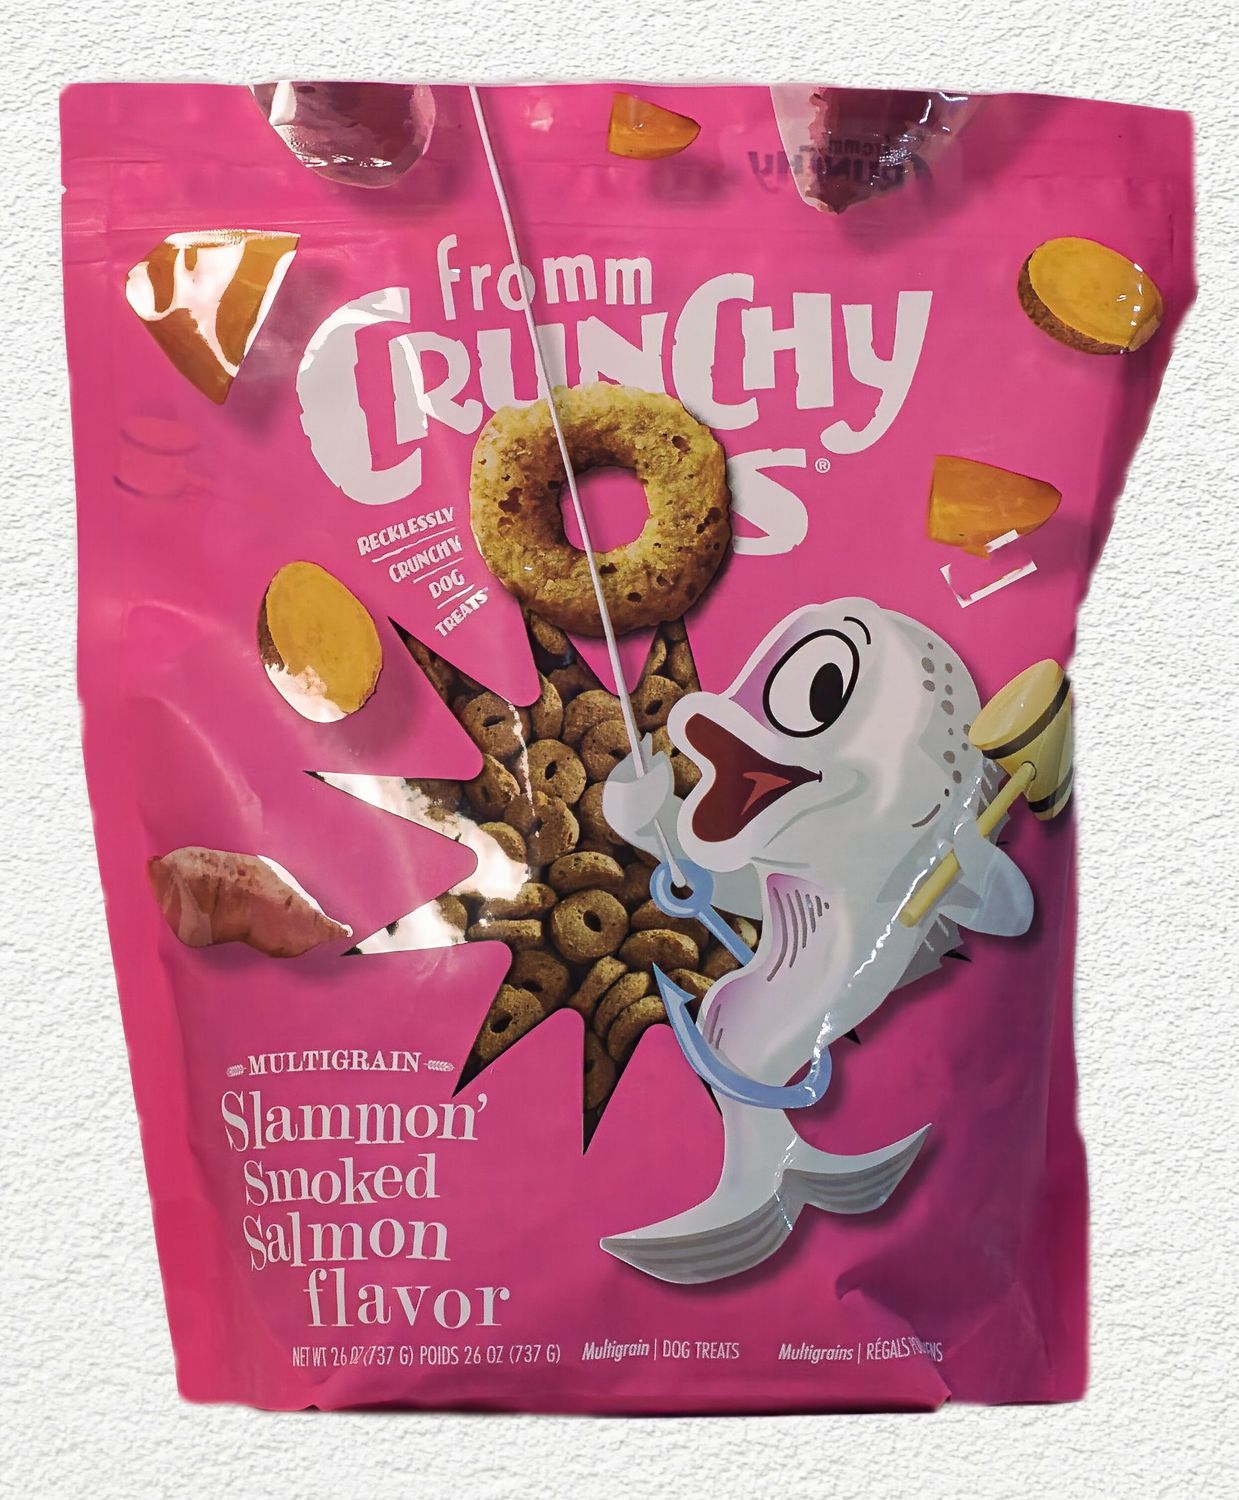 fromm
CRUNCHY
Os®
RECKLESSLY
CRUNCHY
DOG
TREATS™
MULTIGRAIN
Slammon'
Smoked
Salmon
flavor
NET WT 26 OZ (737 G) POIDS 26 OZ (737 G) Multigrain | DOG TREATS Multigrains | RÉGALS